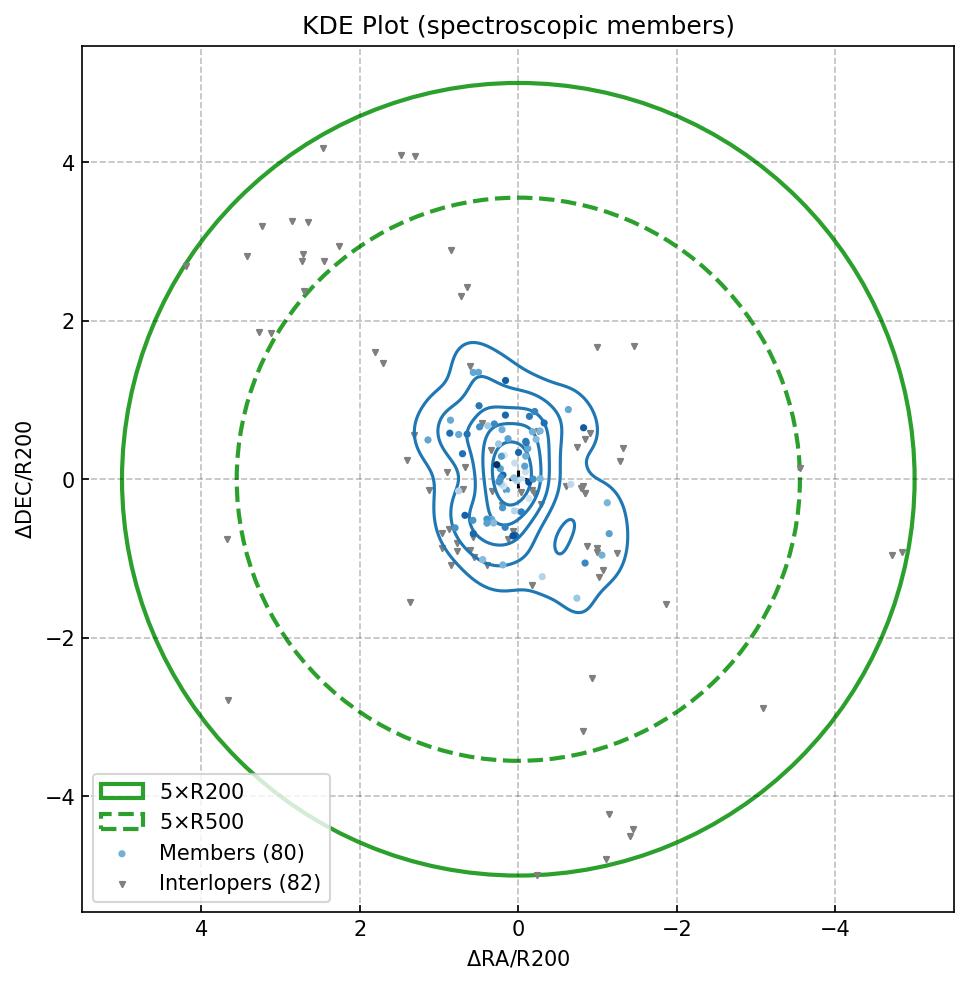 KDE Plot (spectroscopic members)
ΔDEC/R200
4
2
0
−2
−4
5×R200
5×R500
Members (80)
Interlopers (82)
4
2
0
−2
−4
ΔRA/R200